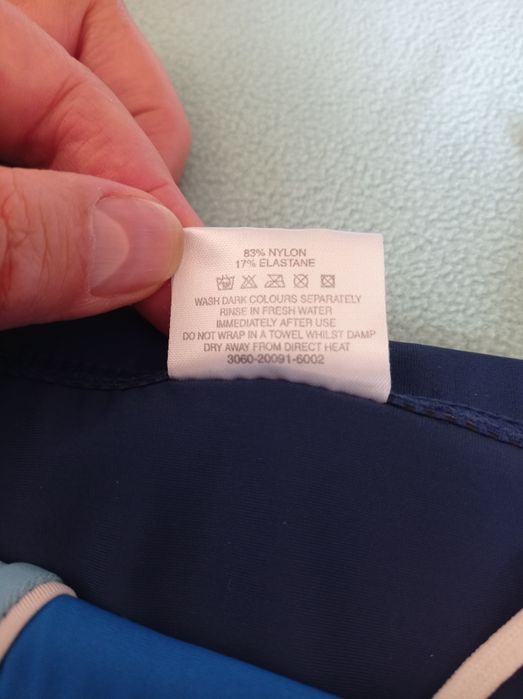 83% NYLON
17% ELASTANE
WASH DARK COLOURS SEPARATELY
RINSE IN FRESH WATER
IMMEDIATELY AFTER USE
DO NOT WRAP IN A TOWEL WHILST DAMP
DRY AWAY FROM DIRECT HEAT
3060-20091-6002